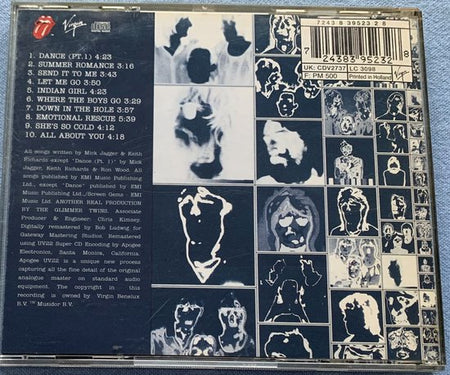 Virgin
COMPACT disc DIGITAL AUDIO
7243 8 39523 2 8
7 24383 95232 8
UK: CDV2737 LC 3098
F: PM 500 Printed in Holland
Virgin
1. DANCE (PT.1) 4:23
2. SUMMER ROMANCE 3:16
3. SEND IT TO ME 3:43
4. LET ME GO 3:50
5. INDIAN GIRL 4:23
6. WHERE THE BOYS GO 3:29
7. DOWN IN THE HOLE 3:57
8. EMOTIONAL RESCUE 5:39
9. SHE'S SO COLD 4:12
10. ALL ABOUT YOU 4:18
All songs written by Mick Jagger & Keith
Richards except 'Dance (Pt. 1)' by Mick
Jagger, Keith Richards & Ron Wood. All
songs published by EMI Music Publishing
Ltd., except 'Dance' published by EMI
Music Publishing Ltd./Screen Gems - EMI
Music Ltd. ANOTHER REAL PRODUCTION
BY THE GLIMMER TWINS. Associate
Producer & Engineer: Chris Kimsey
Digitally remastered by Bob Ludwig for
Gateway Mastering Studios. Remastered
using UV22 Super CD Encoding by Apogee
Electronics, Santa Monica, California.
Apogee UV22 is a unique new process
capturing all the fine detail of the original
analogue master on standard audio
equipment. The copyright in this
recording is owned by Virgin Benelux
B.V. ™ Musidor B.V.